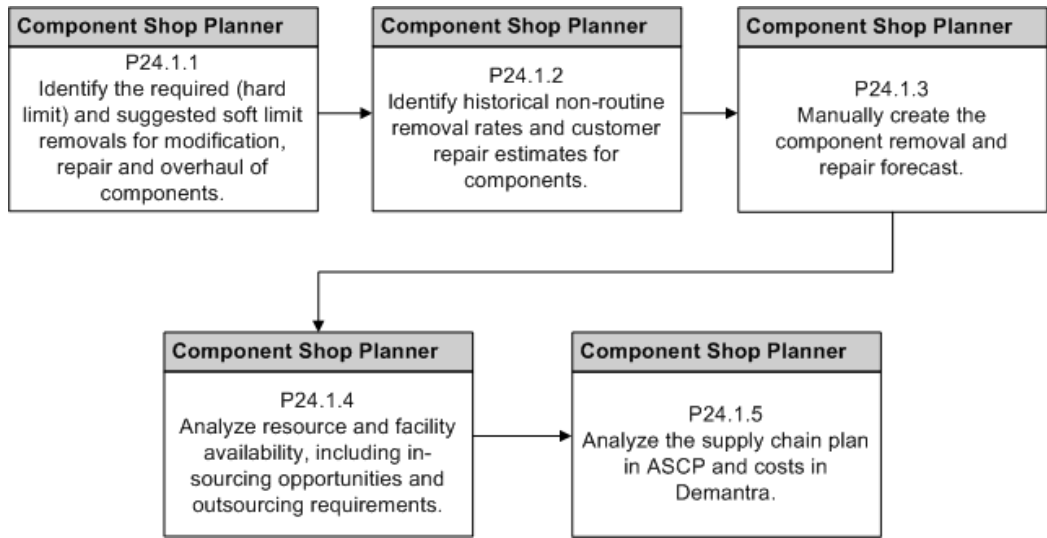 Component Shop Planner
P24.1.1
Identify the required (hard
limit) and suggested soft limit
removals for modification,
repair and overhaul of
components.
Component Shop Planner
P24.1.2
Identify historical non-routine
removal rates and customer
repair estimates for
components.
Component Shop Planner
P24.1.3
Manually create the
component removal and
repair forecast.
Component Shop Planner
P24.1.4
Analyze resource and facility
availability, including in-
sourcing opportunities and
outsourcing requirements.
Component Shop Planner
P24.1.5
Analyze the supply chain plan
in ASCP and costs in
Demantra.